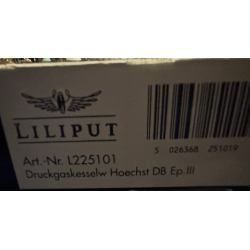 LILIPUT
Art.-Nr. L225101
Druckgaskesselw Hoechst DB Ep.III
5 026368 251019